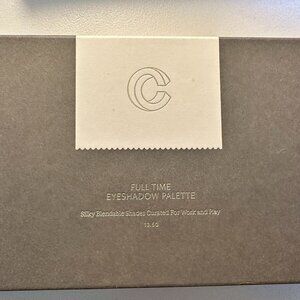 C
FULL TIME
EYESHADOW PALETTE
Silky Blendable Shades Curated For Work and Play
13.5G